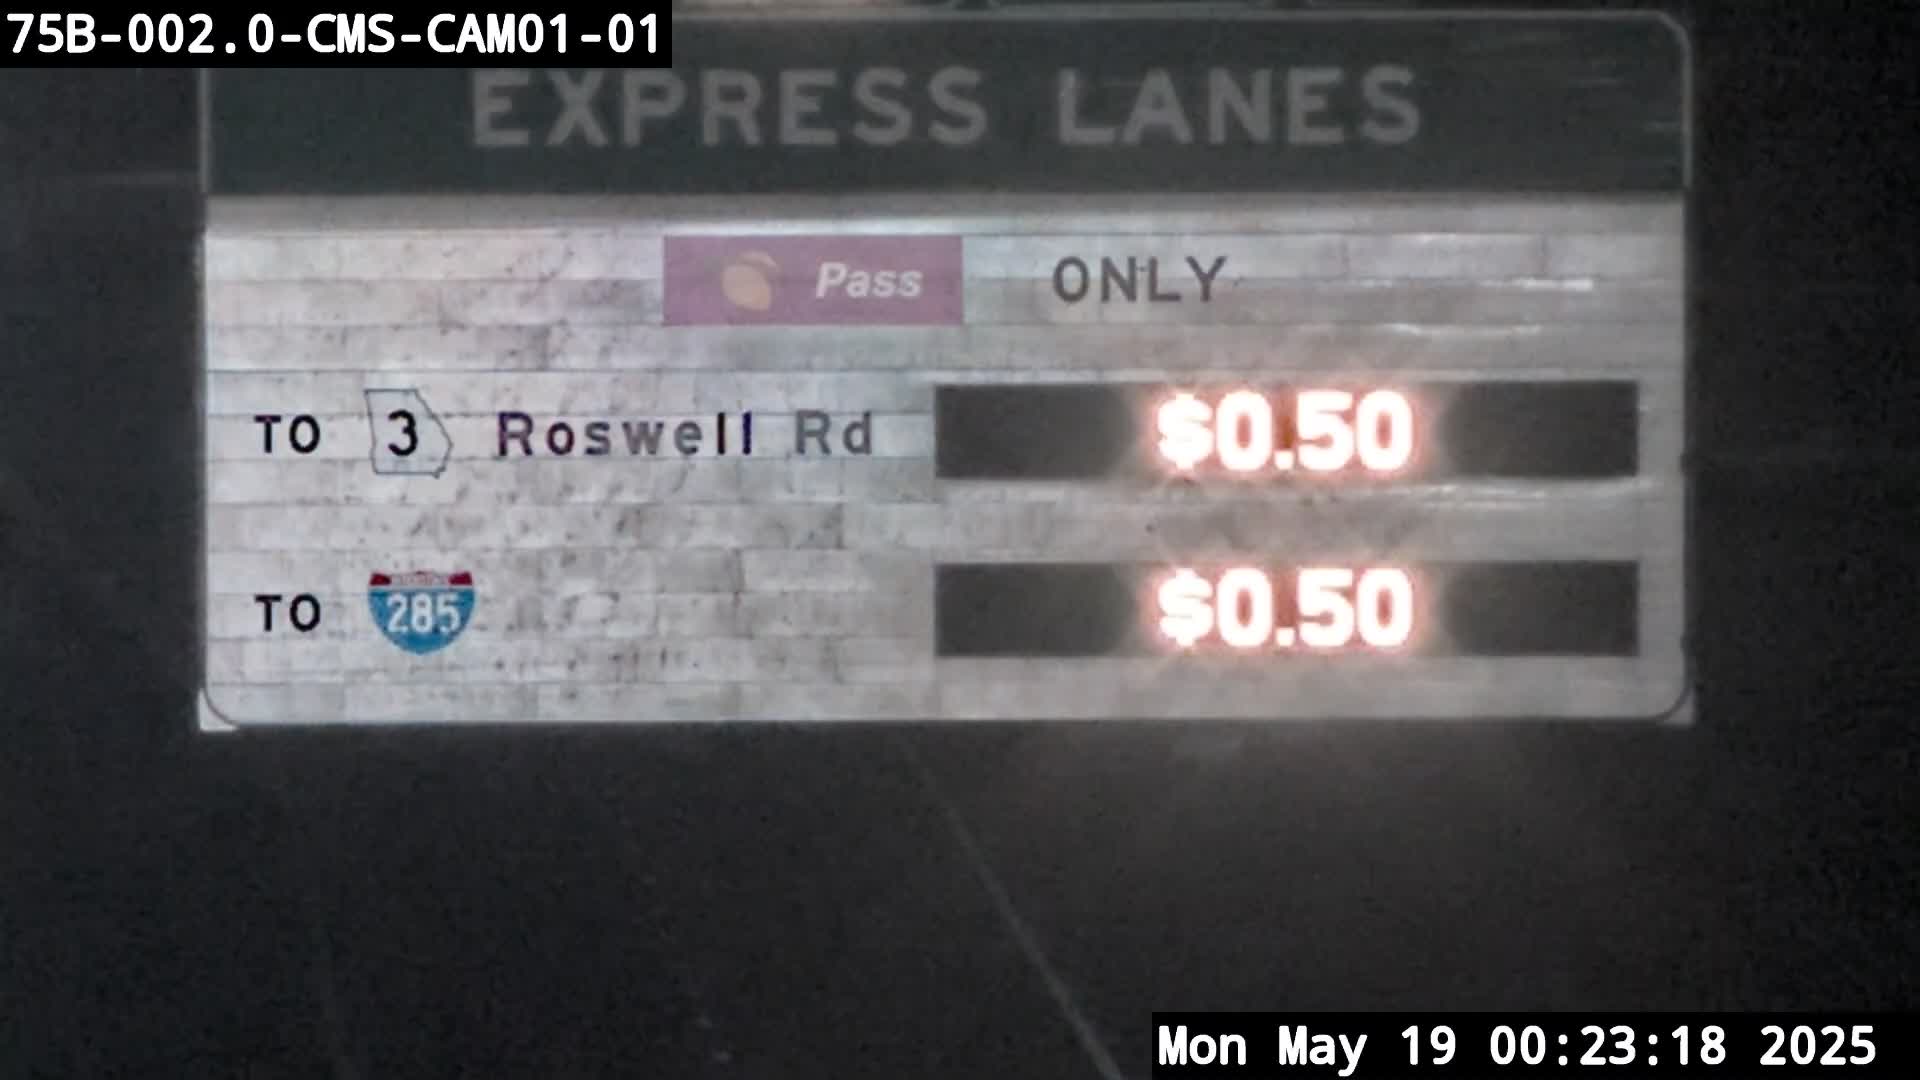 75B-002.0-CMS-CAM01-01
EXPRESS LANES
Pass ONLY
TO 3 Roswell Rd $0.50
TO 285 $0.50
Mon May 19 00:23:18 2025